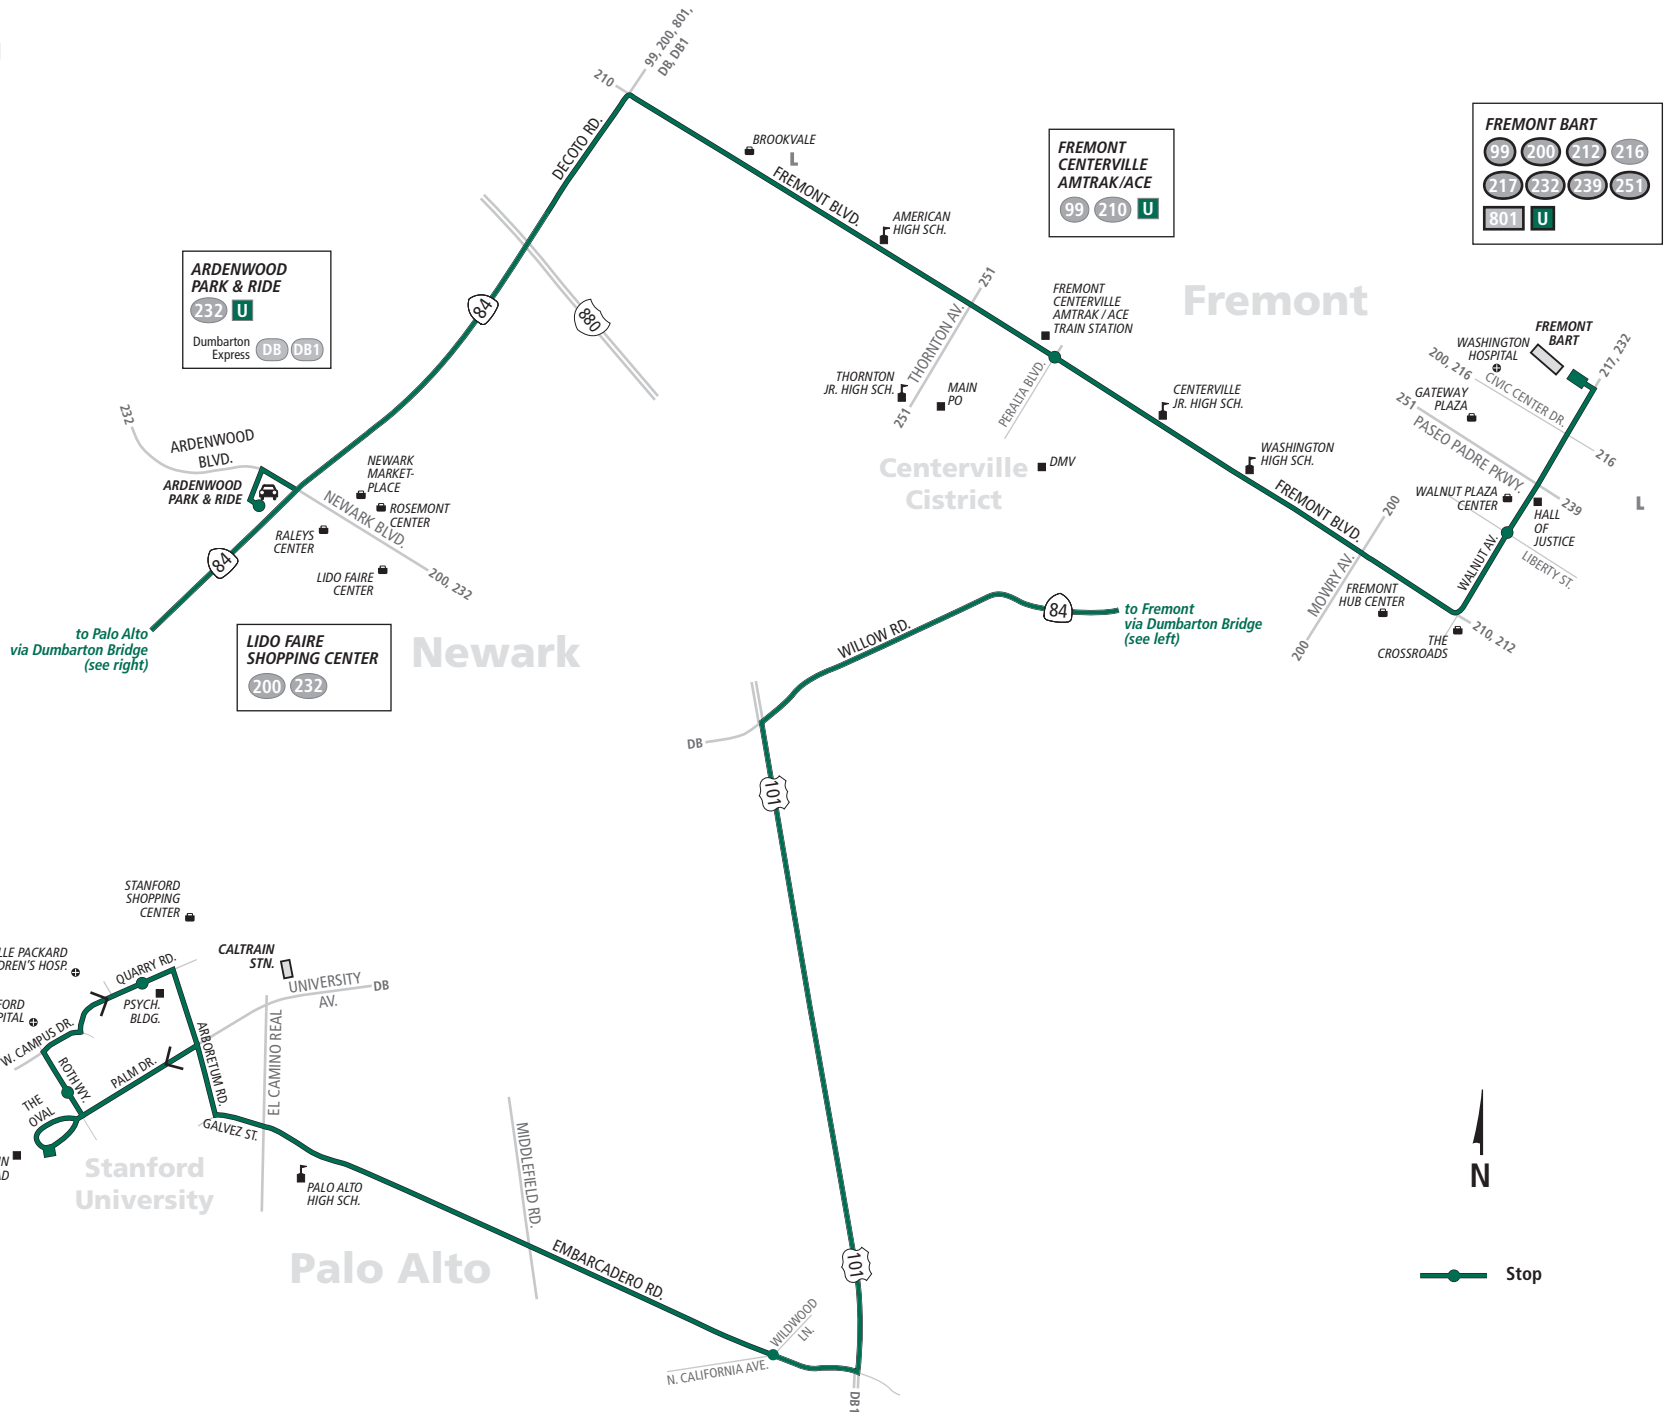 99, 200, 801,
DB, DB1
210
DECOTO RD.
BROOKVALE
L
FREMONT BLVD.
AMERICAN
HIGH SCH.
FREMONT
CENTERVILLE
AMTRAK/ACE
99 210 U
FREMONT BART
99 200 212 216
217 232 239 251
801 U
ARDENWOOD
PARK & RIDE
232 U
Dumbarton
Express DB DB1
84
880
251
THORNTON AV.
251
FREMONT
CENTERVILLE
AMTRAK / ACE
TRAIN STATION
Fremont
THORNTON
JR. HIGH SCH.
MAIN
PO
PERALTA BLVD.
CENTERVILLE
JR. HIGH SCH.
WASHINGTON
HIGH SCH.
Centerville
Cistrict
DMV
FREMONT
BART
WASHINGTON
HOSPITAL
217, 232
200, 216
CIVIC CENTER DR.
216
GATEWAY
PLAZA
251
PASEO PADRE PKWY.
239
WALNUT PLAZA
CENTER
HALL
OF
JUSTICE
L
WALNUT AV.
LIBERTY ST.
FREMONT BLVD.
200
MOWRY AV.
200
FREMONT
HUB CENTER
THE
CROSSROADS
210, 212
232
ARDENWOOD
BLVD.
ARDENWOOD
PARK & RIDE
NEWARK
MARKET-
PLACE
ROSEMONT
CENTER
NEWARK BLVD.
RALEYS
CENTER
LIDO FAIRE
CENTER
200, 232
84
to Palo Alto
via Dumbarton Bridge
(see right)
LIDO FAIRE
SHOPPING CENTER
200 232
Newark
WILLOW RD.
84
to Fremont
via Dumbarton Bridge
(see left)
DB
101
STANFORD
SHOPPING
CENTER
LLE PACKARD
DREN'S HOSP.
QUARRY RD.
CALTRAIN
STN.
UNIVERSITY
AV.
DB
FORD
PITAL
PSYCH.
BLDG.
W. CAMPUS DR.
ROTH WY.
PALM DR.
ARBORETUM RD.
EL CAMINO REAL
THE
OVAL
GALVEZ ST.
IN
AD
Stanford
University
PALO ALTO
HIGH SCH.
MIDDLEFIELD RD.
Palo Alto
EMBARCADERO RD.
101
WILDWOOD
LN.
N. CALIFORNIA AVE.
DB1
N
Stop